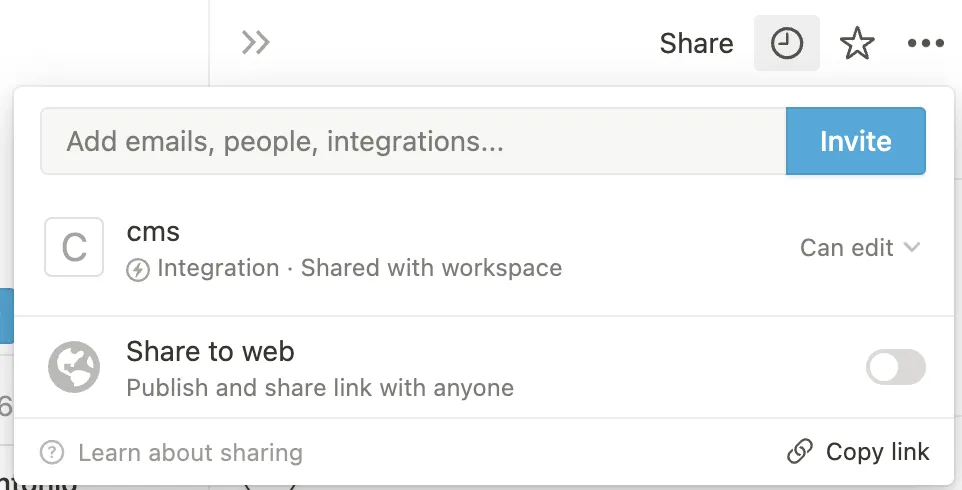 Share
Add emails, people, integrations...
Invite
C
cms
Integration · Shared with workspace
Can edit
Share to web
Publish and share link with anyone
6
? Learn about sharing
Copy link